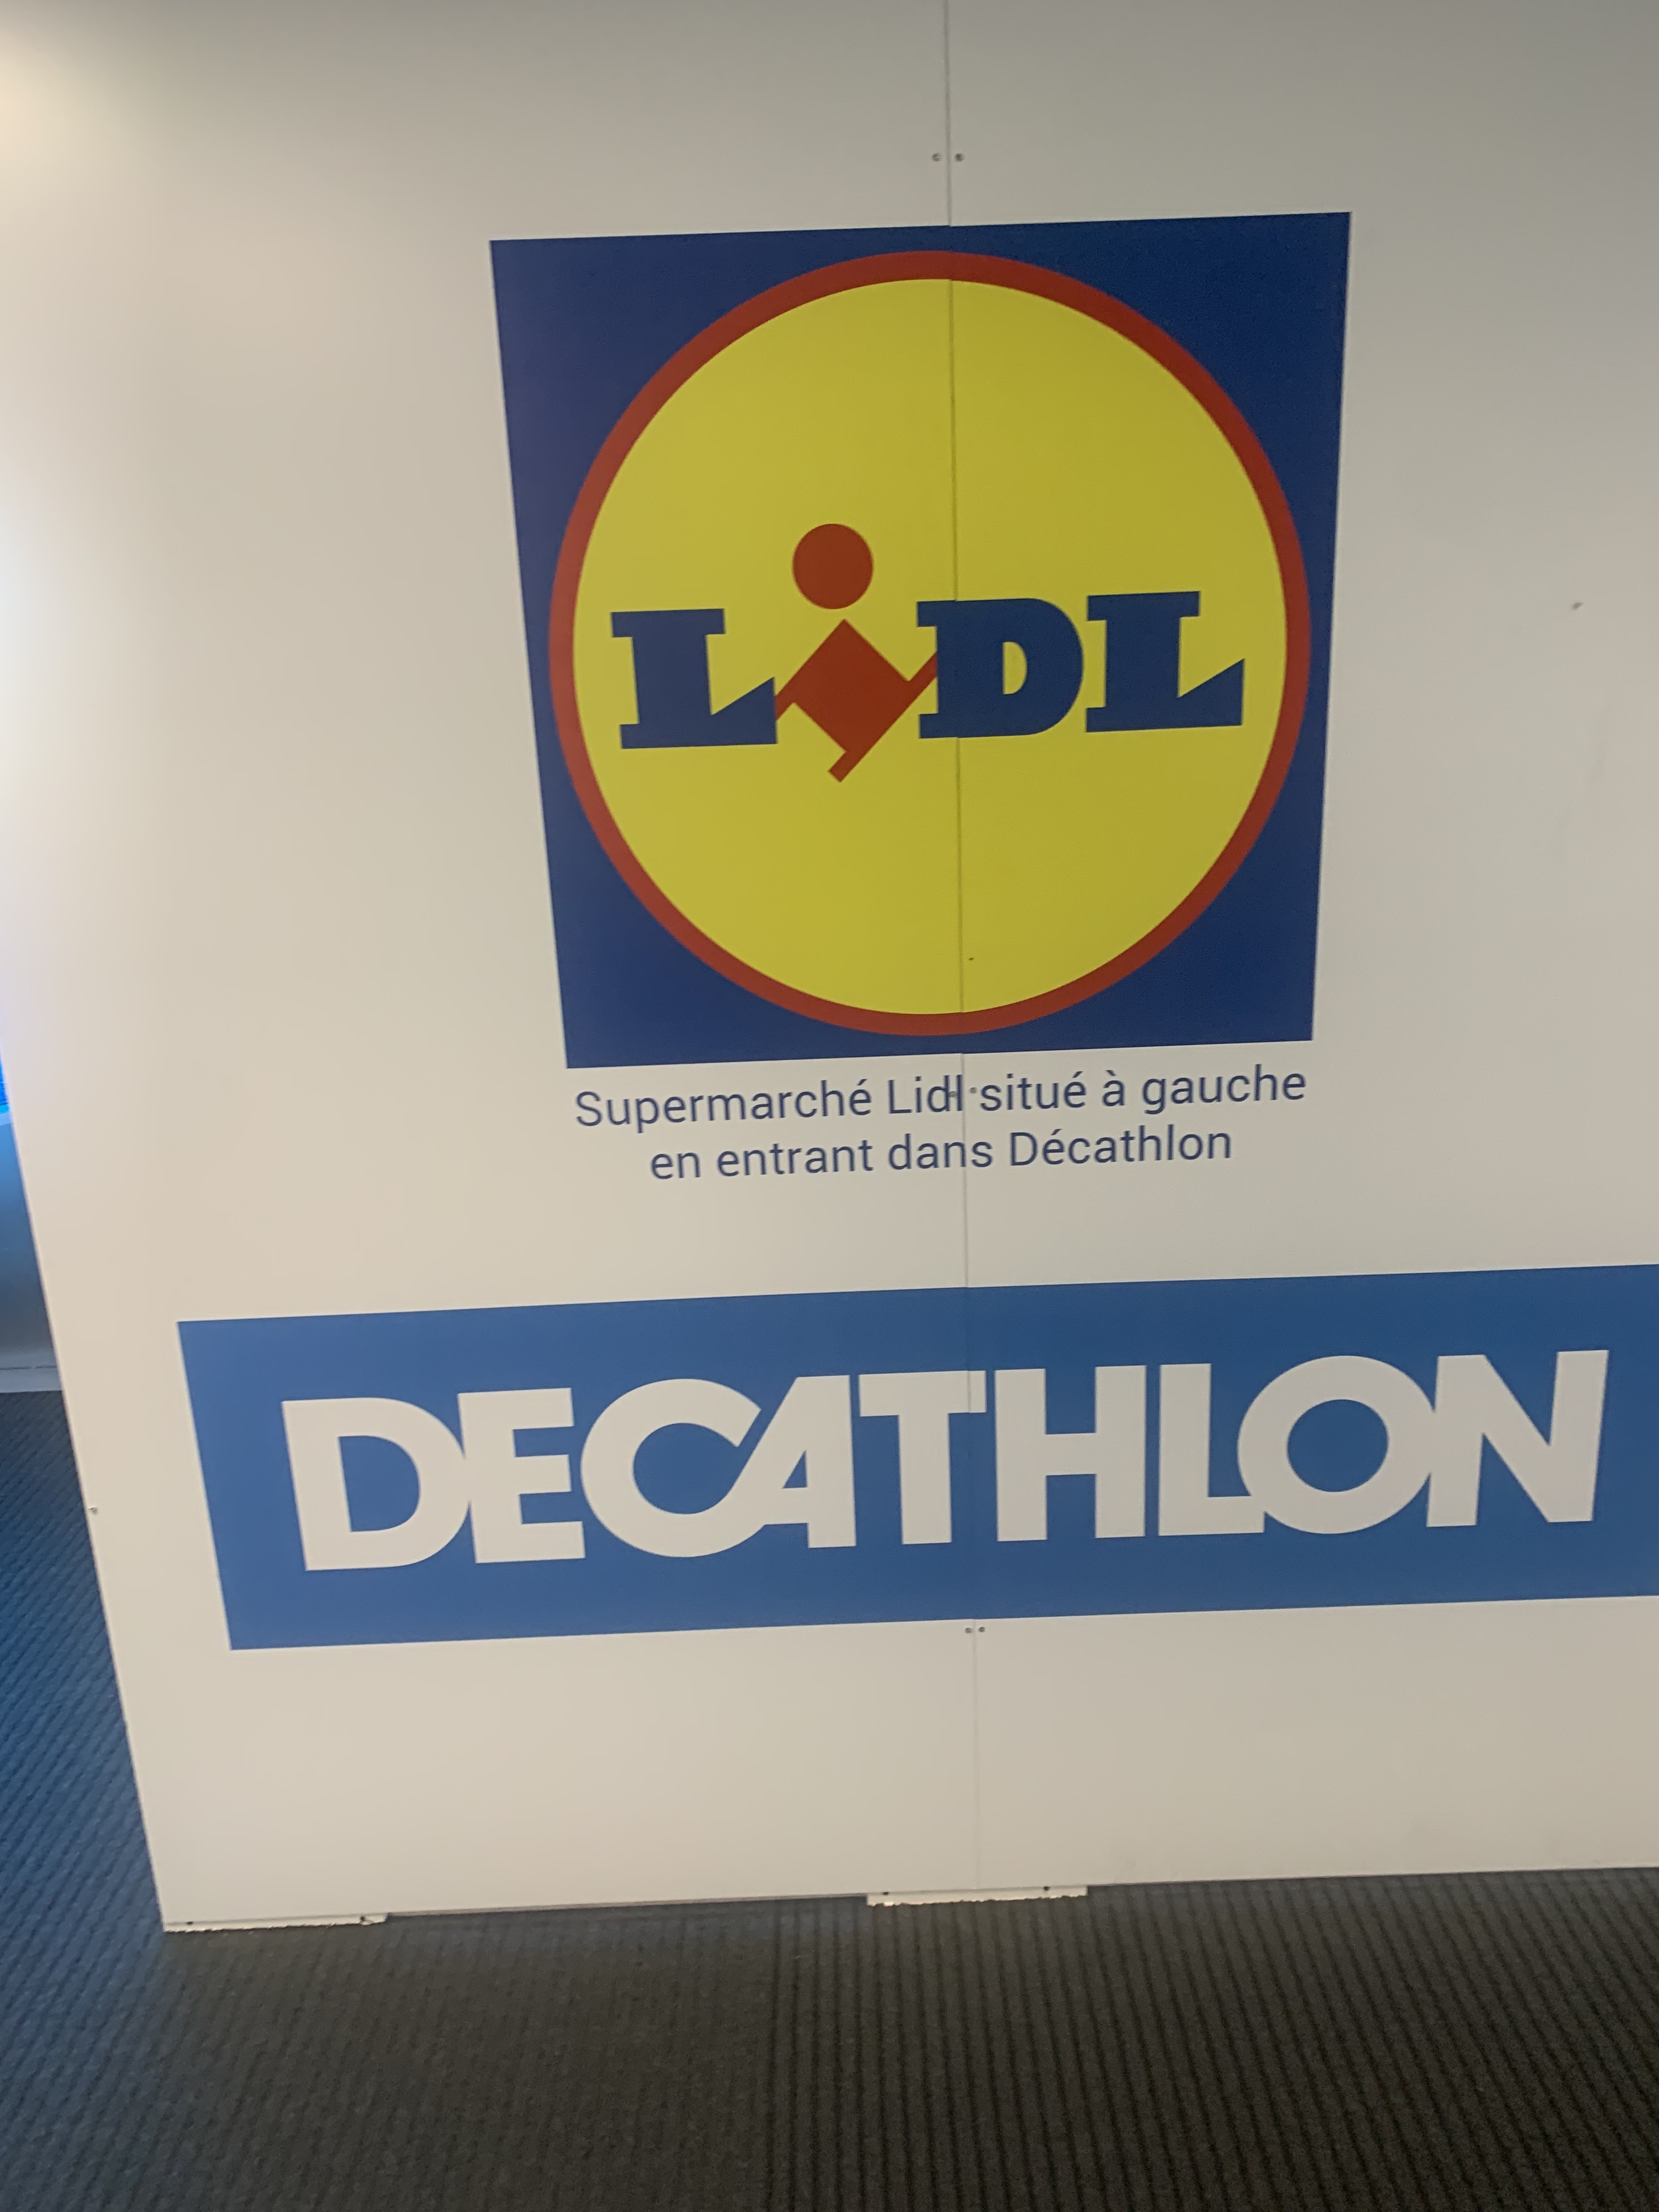 LiDL
Supermarché Lidl situé à gauche
en entrant dans Décathlon
DECATHLON